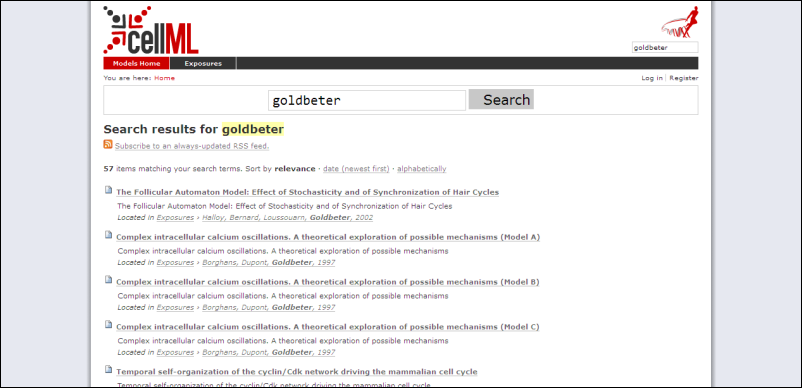 cellML
goldbeter
Models Home Exposures
You are here: Home Log in | Register
goldbeter Search
Search results for goldbeter
Subscribe to an always-updated RSS feed.
57 items matching your search terms. Sort by relevance · date (newest first) · alphabetically
The Follicular Automaton Model: Effect of Stochasticity and of Synchronization of Hair Cycles
The Follicular Automaton Model: Effect of Stochasticity and of Synchronization of Hair Cycles
Located in Exposures › Halloy, Bernard, Loussouarn, Goldbeter, 2002
Complex intracellular calcium oscillations. A theoretical exploration of possible mechanisms (Model A)
Complex intracellular calcium oscillations. A theoretical exploration of possible mechanisms
Located in Exposures › Borghans, Dupont, Goldbeter, 1997
Complex intracellular calcium oscillations. A theoretical exploration of possible mechanisms (Model B)
Complex intracellular calcium oscillations. A theoretical exploration of possible mechanisms
Located in Exposures › Borghans, Dupont, Goldbeter, 1997
Complex intracellular calcium oscillations. A theoretical exploration of possible mechanisms (Model C)
Complex intracellular calcium oscillations. A theoretical exploration of possible mechanisms
Located in Exposures › Borghans, Dupont, Goldbeter, 1997
Temporal self-organization of the cyclin/Cdk network driving the mammalian cell cycle
Temporal self-organization of the cyclin/Cdk network driving the mammalian cell cycle